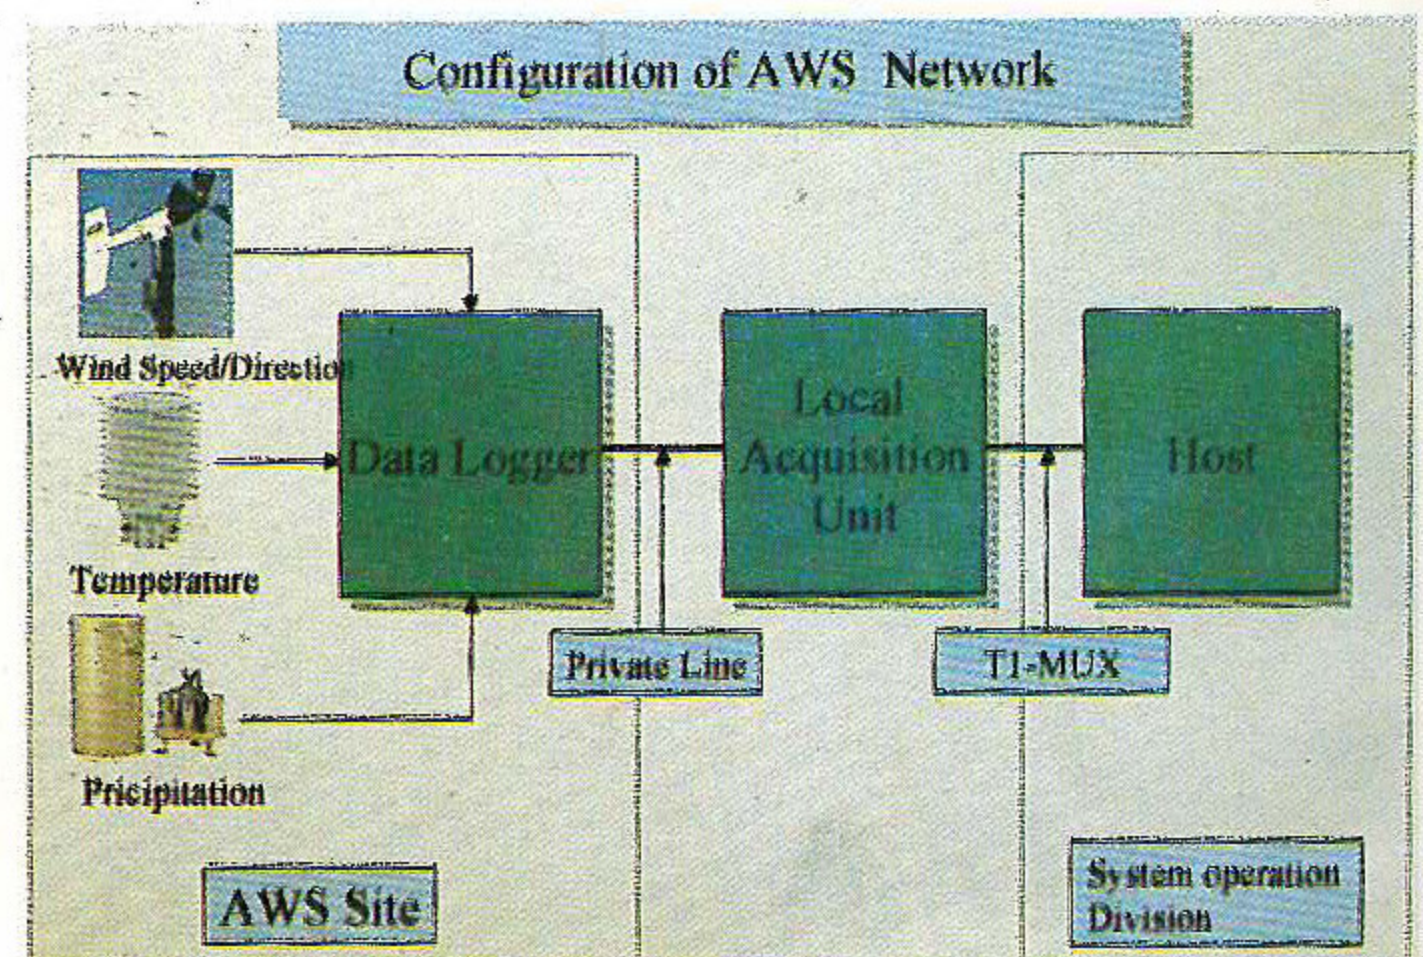 Configuration of AWS Network
Wind Speed/Direction
Temperature
Pricipitation
Data Logger
Local
Acquisition
Unit
Host
Private Line
T1-MUX
AWS Site
System operation
Division